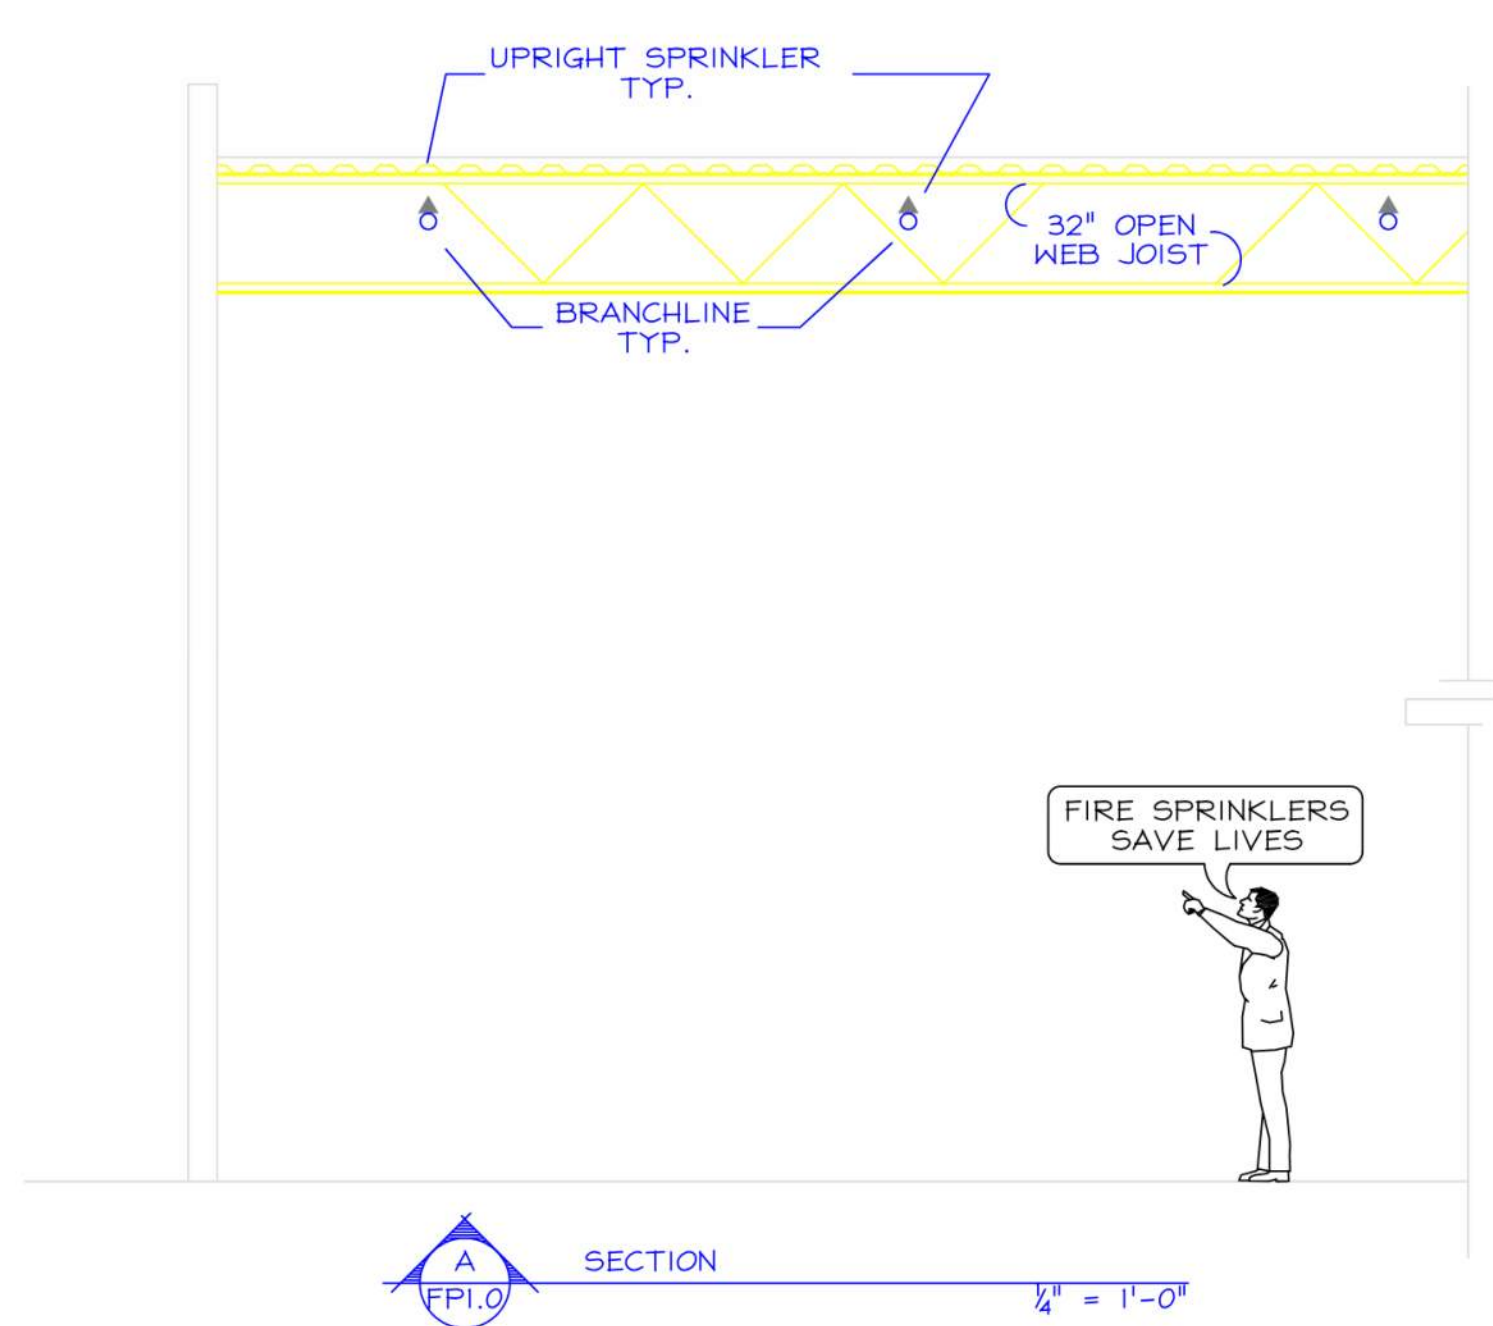 UPRIGHT SPRINKLER
TYP.
32" OPEN
WEB JOIST
BRANCHLINE
TYP.
FIRE SPRINKLERS
SAVE LIVES
A
SECTION
FP1.0
1/4" = 1'-0"